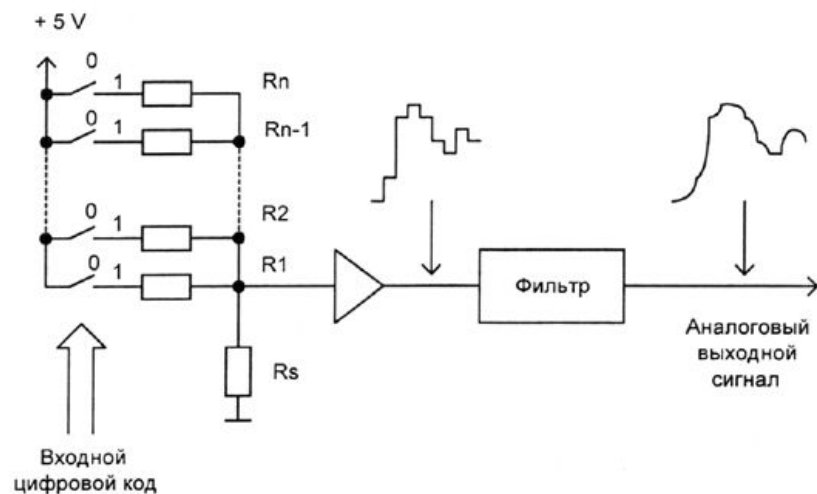 + 5 V
0
1
Rn
0
1
Rn-1
0
1
R2
0
1
R1
Rs
Фильтр
Входной
цифровой код
Аналоговый
выходной
сигнал